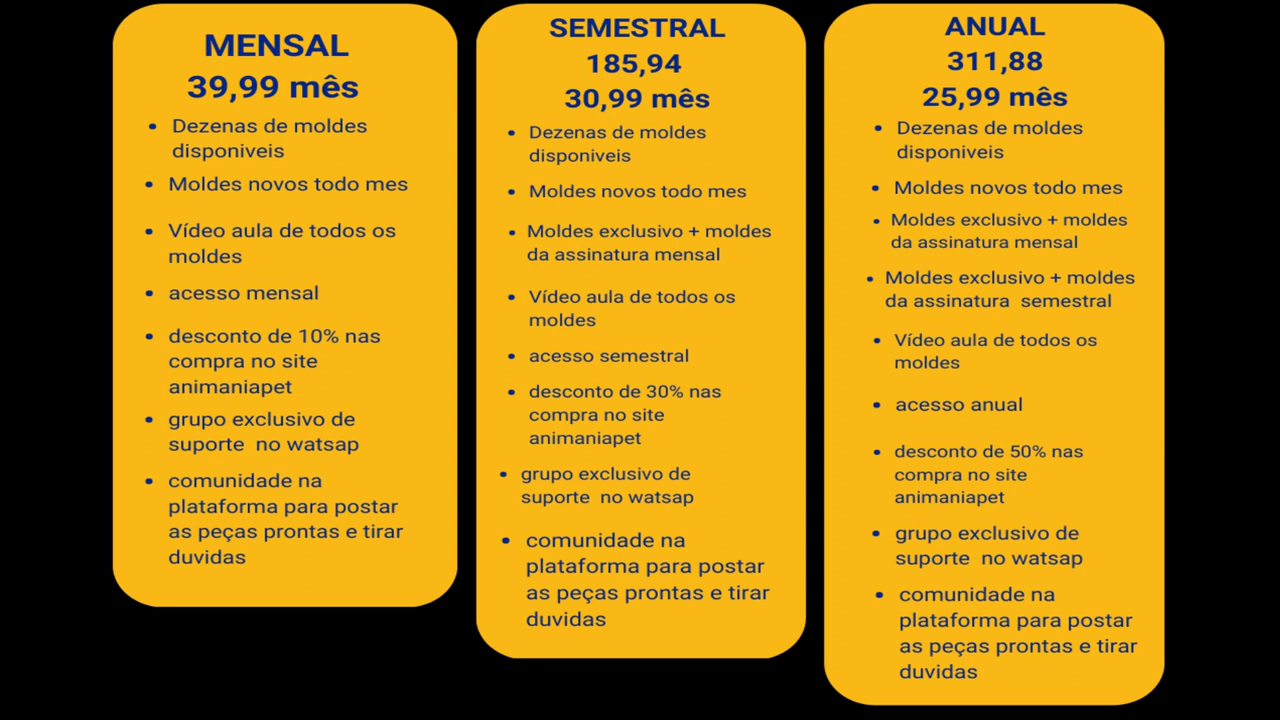 MENSAL
39,99 mês
• Dezenas de moldes
disponiveis
• Moldes novos todo mes
• Vídeo aula de todos os
moldes
• acesso mensal
• desconto de 10% nas
compra no site
animaniapet
• grupo exclusivo de
suporte no watsap
• comunidade na
plataforma para postar
as peças prontas e tirar
duvidas
SEMESTRAL
185,94
30,99 mês
• Dezenas de moldes
disponiveis
• Moldes novos todo mes
• Moldes exclusivo + moldes
da assinatura mensal
• Vídeo aula de todos os
moldes
• acesso semestral
• desconto de 30% nas
compra no site
animaniapet
• grupo exclusivo de
suporte no watsap
• comunidade na
plataforma para postar
as peças prontas e tirar
duvidas
ANUAL
311,88
25,99 mês
• Dezenas de moldes
disponiveis
• Moldes novos todo mes
• Moldes exclusivo + moldes
da assinatura mensal
• Moldes exclusivo + moldes
da assinatura semestral
• Vídeo aula de todos os
moldes
• acesso anual
• desconto de 50% nas
compra no site
animaniapet
• grupo exclusivo de
suporte no watsap
• comunidade na
plataforma para postar
as peças prontas e tirar
duvidas